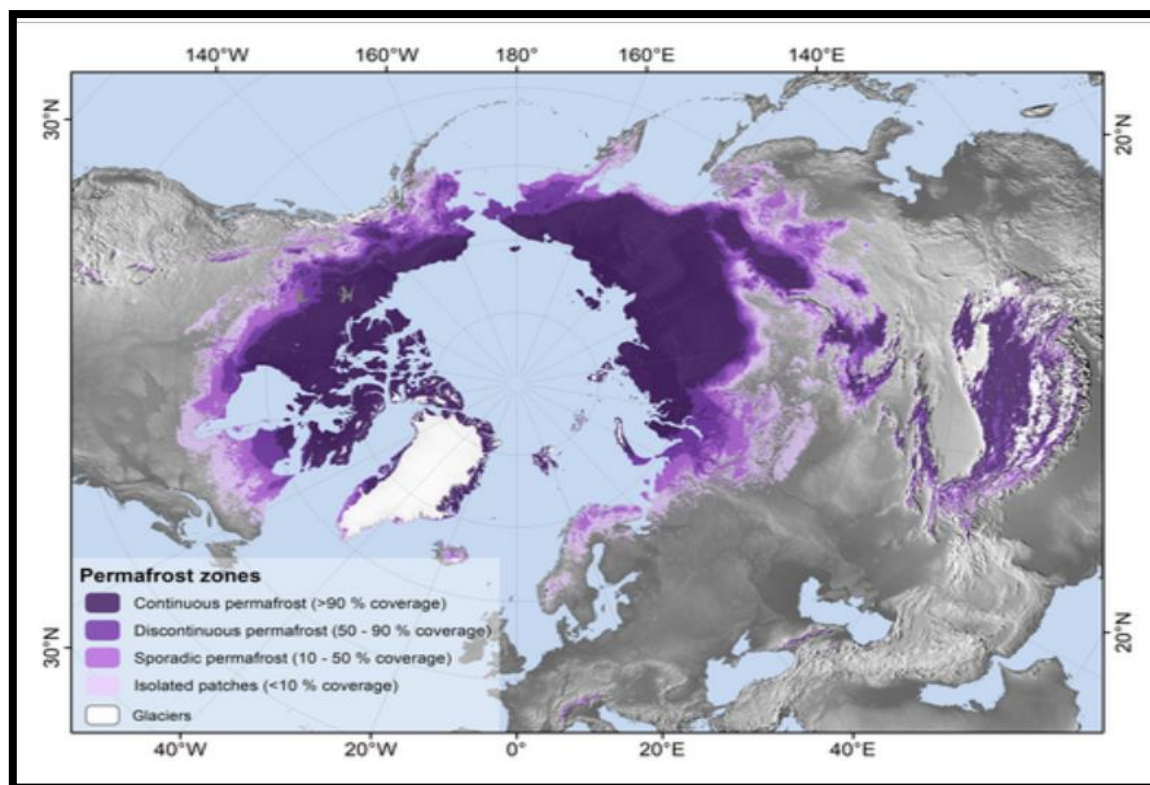 140°W 160°W 180° 160°E 140°E
30°N
20°N
Permafrost zones
Continuous permafrost (>90 % coverage)
Discontinuous permafrost (50 - 90 % coverage)
Sporadic permafrost (10 - 50 % coverage)
Isolated patches (<10 % coverage)
Glaciers
30°N
20°N
40°W 20°W 0° 20°E 40°E